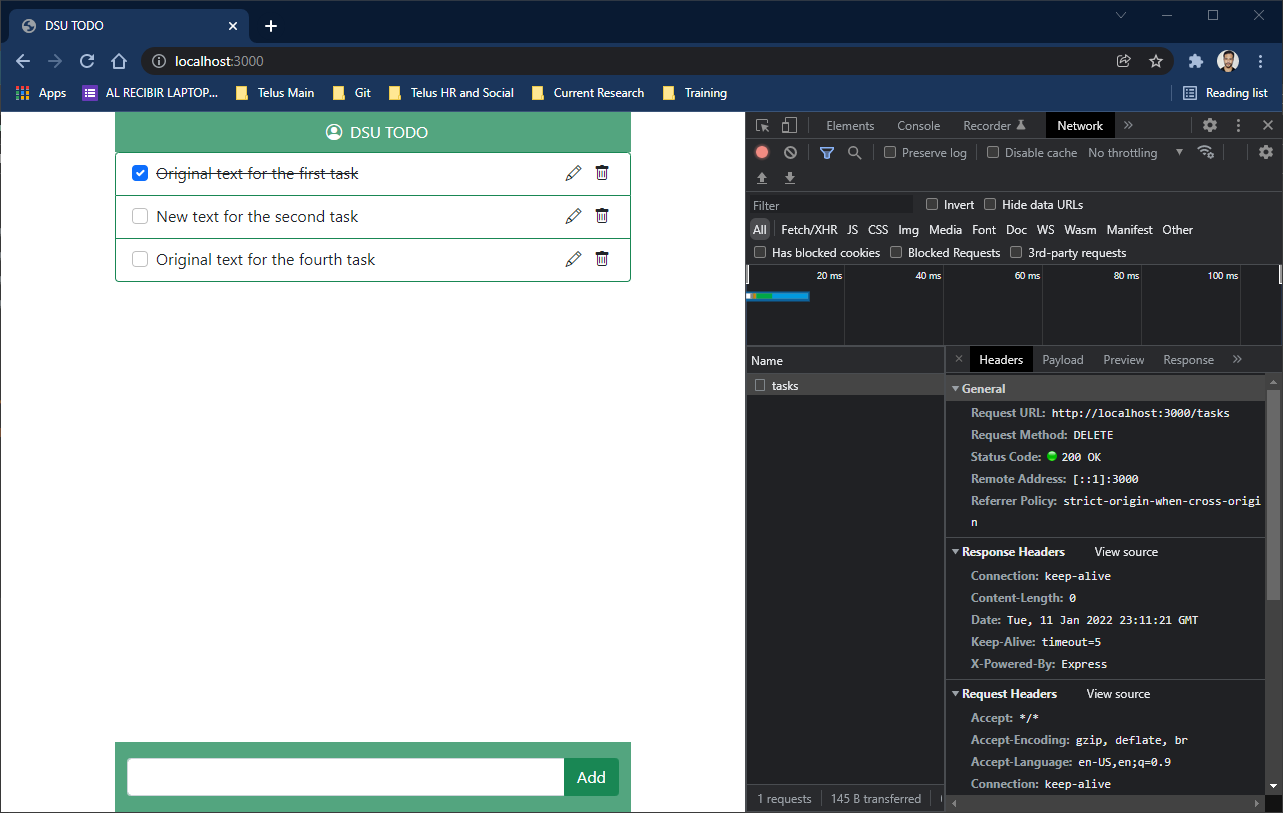 DSU TODO
localhost:3000
Apps AL RECIBIR LAPTOP... Telus Main Git Telus HR and Social Current Research Training Reading list
DSU TODO
Original text for the first task
New text for the second task
Original text for the fourth task
Add
Elements Console Recorder Network »
Preserve log Disable cache No throttling
Filter Invert Hide data URLs
All Fetch/XHR JS CSS Img Media Font Doc WS Wasm Manifest Other
Has blocked cookies Blocked Requests 3rd-party requests
20 ms 40 ms 60 ms 80 ms 100 ms
Name
tasks
Headers Payload Preview Response »
General
Request URL: http://localhost:3000/tasks
Request Method: DELETE
Status Code: 200 OK
Remote Address: [::1]:3000
Referrer Policy: strict-origin-when-cross-origi
n
Response Headers View source
Connection: keep-alive
Content-Length: 0
Date: Tue, 11 Jan 2022 23:11:21 GMT
Keep-Alive: timeout=5
X-Powered-By: Express
Request Headers View source
Accept: */*
Accept-Encoding: gzip, deflate, br
Accept-Language: en-US,en;q=0.9
Connection: keep-alive
1 requests 145 B transferred